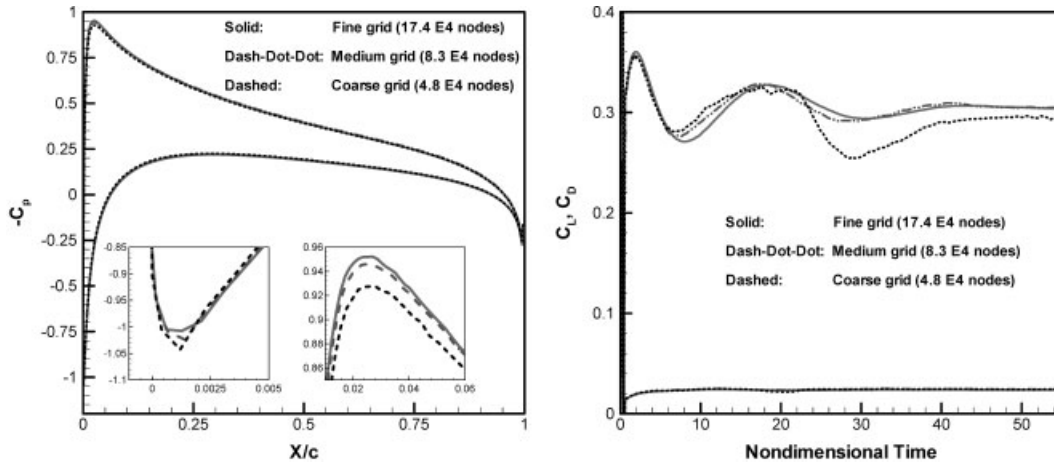 1
0.75
0.5
0.25
0
-0.25
-0.5
-0.75
-1
-Cp
Solid: Fine grid (17.4 E4 nodes)
Dash-Dot-Dot: Medium grid (8.3 E4 nodes)
Dashed: Coarse grid (4.8 E4 nodes)
-0.85
-0.9
-0.95
-1
-1.05
-1.1
0 0.0025 0.005
0.96
0.94
0.92
0.9
0.88
0.86
0.02 0.04 0.06
0 0.25 0.5 0.75 1
X/c
0.4
0.3
0.2
0.1
0
CL, CD
Solid: Fine grid (17.4 E4 nodes)
Dash-Dot-Dot: Medium grid (8.3 E4 nodes)
Dashed: Coarse grid (4.8 E4 nodes)
0 10 20 30 40 50
Nondimensional Time